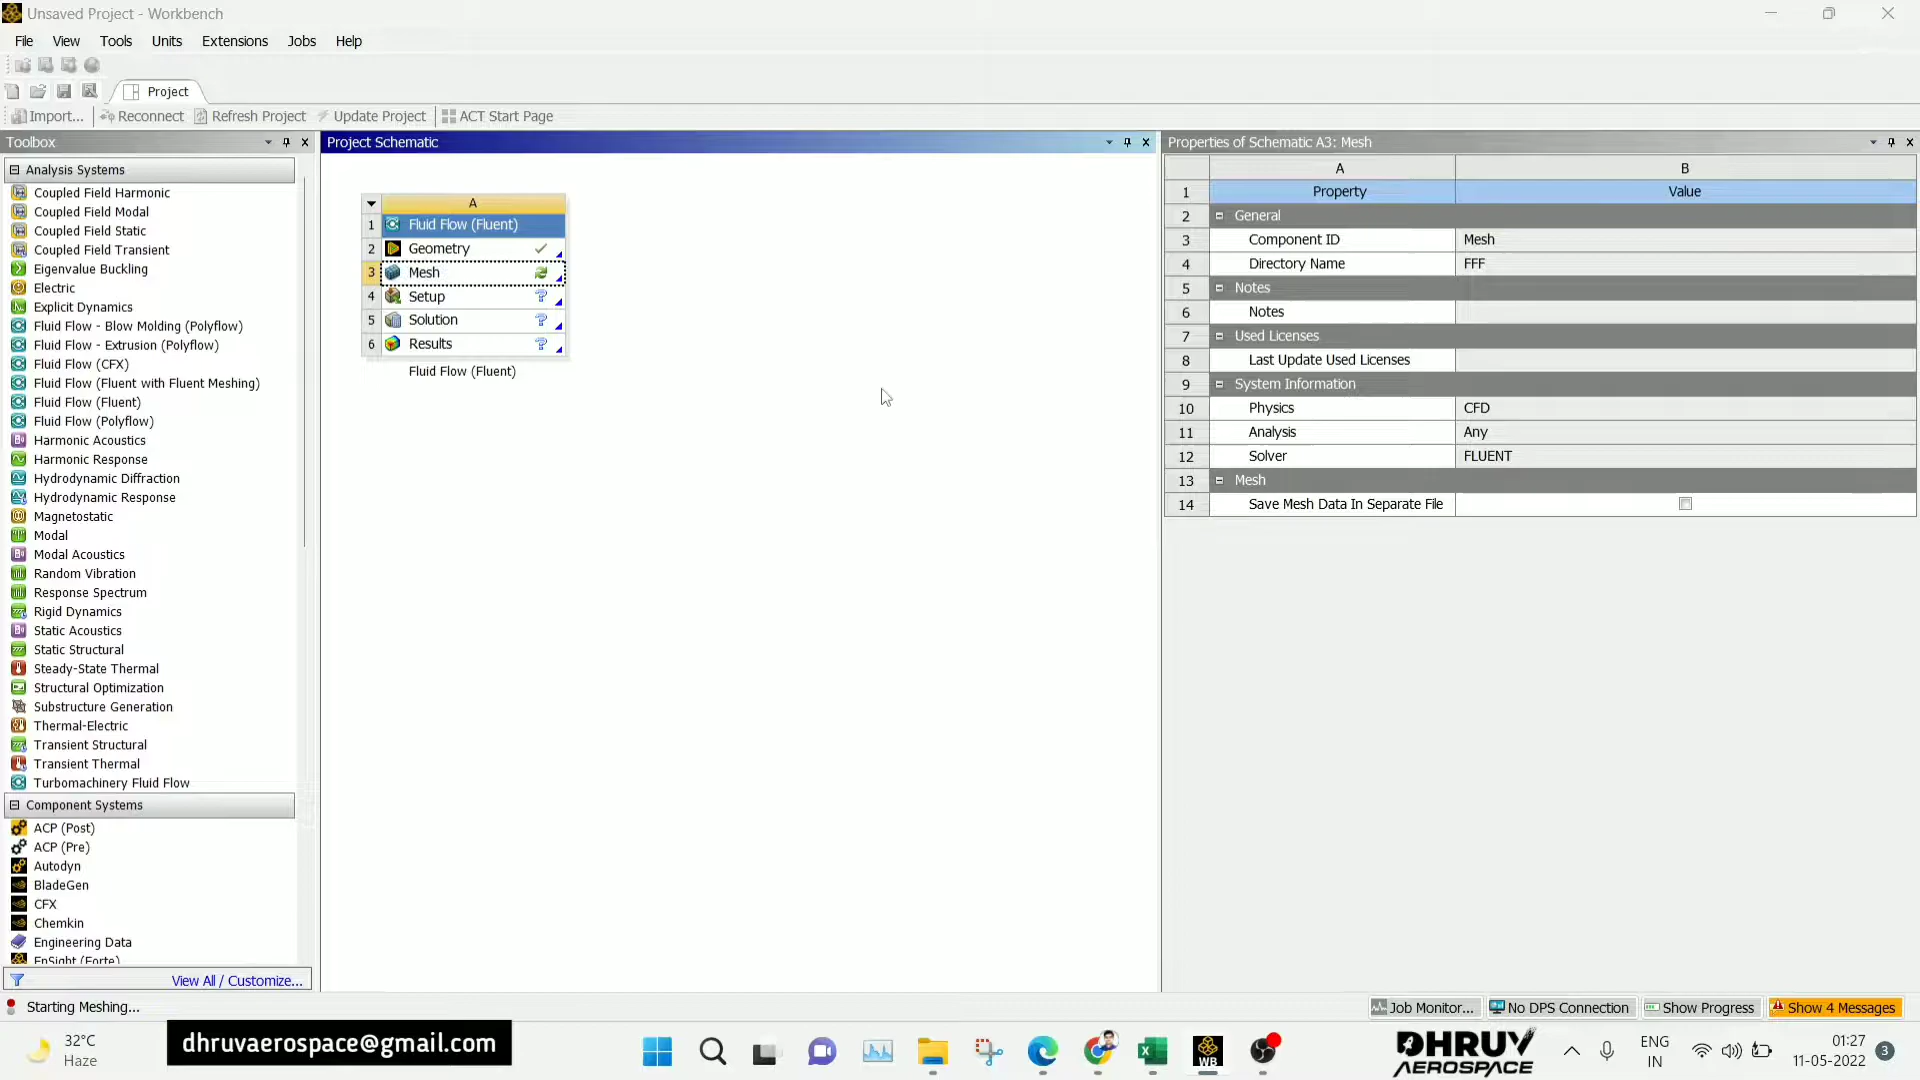 Unsaved Project - Workbench
File View Tools Units Extensions Jobs Help
Project
Import... Reconnect Refresh Project Update Project ACT Start Page
Toolbox
Analysis Systems
Coupled Field Harmonic
Coupled Field Modal
Coupled Field Static
Coupled Field Transient
Eigenvalue Buckling
Electric
Explicit Dynamics
Fluid Flow - Blow Molding (Polyflow)
Fluid Flow - Extrusion (Polyflow)
Fluid Flow (CFX)
Fluid Flow (Fluent with Fluent Meshing)
Fluid Flow (Fluent)
Fluid Flow (Polyflow)
Harmonic Acoustics
Harmonic Response
Hydrodynamic Diffraction
Hydrodynamic Response
Magnetostatic
Modal
Modal Acoustics
Random Vibration
Response Spectrum
Rigid Dynamics
Static Acoustics
Static Structural
Steady-State Thermal
Structural Optimization
Substructure Generation
Thermal-Electric
Transient Structural
Transient Thermal
Turbomachinery Fluid Flow
Component Systems
ACP (Post)
ACP (Pre)
Autodyn
BladeGen
CFX
Chemkin
Engineering Data
EnSight (Forte)
View All / Customize...
Project Schematic
A
1 Fluid Flow (Fluent)
2 Geometry
3 Mesh
4 Setup
5 Solution
6 Results
Fluid Flow (Fluent)
Properties of Schematic A3: Mesh
A B
1 Property Value
2 General
3 Component ID Mesh
4 Directory Name FFF
5 Notes
6 Notes
7 Used Licenses
8 Last Update Used Licenses
9 System Information
10 Physics CFD
11 Analysis Any
12 Solver FLUENT
13 Mesh
14 Save Mesh Data In Separate File
Starting Meshing...
Job Monitor... No DPS Connection Show Progress Show 4 Messages
32°C
Haze
dhruvaerospace@gmail.com
WB
DHRUV
AEROSPACE
ENG
IN
01:27
11-05-2022
3